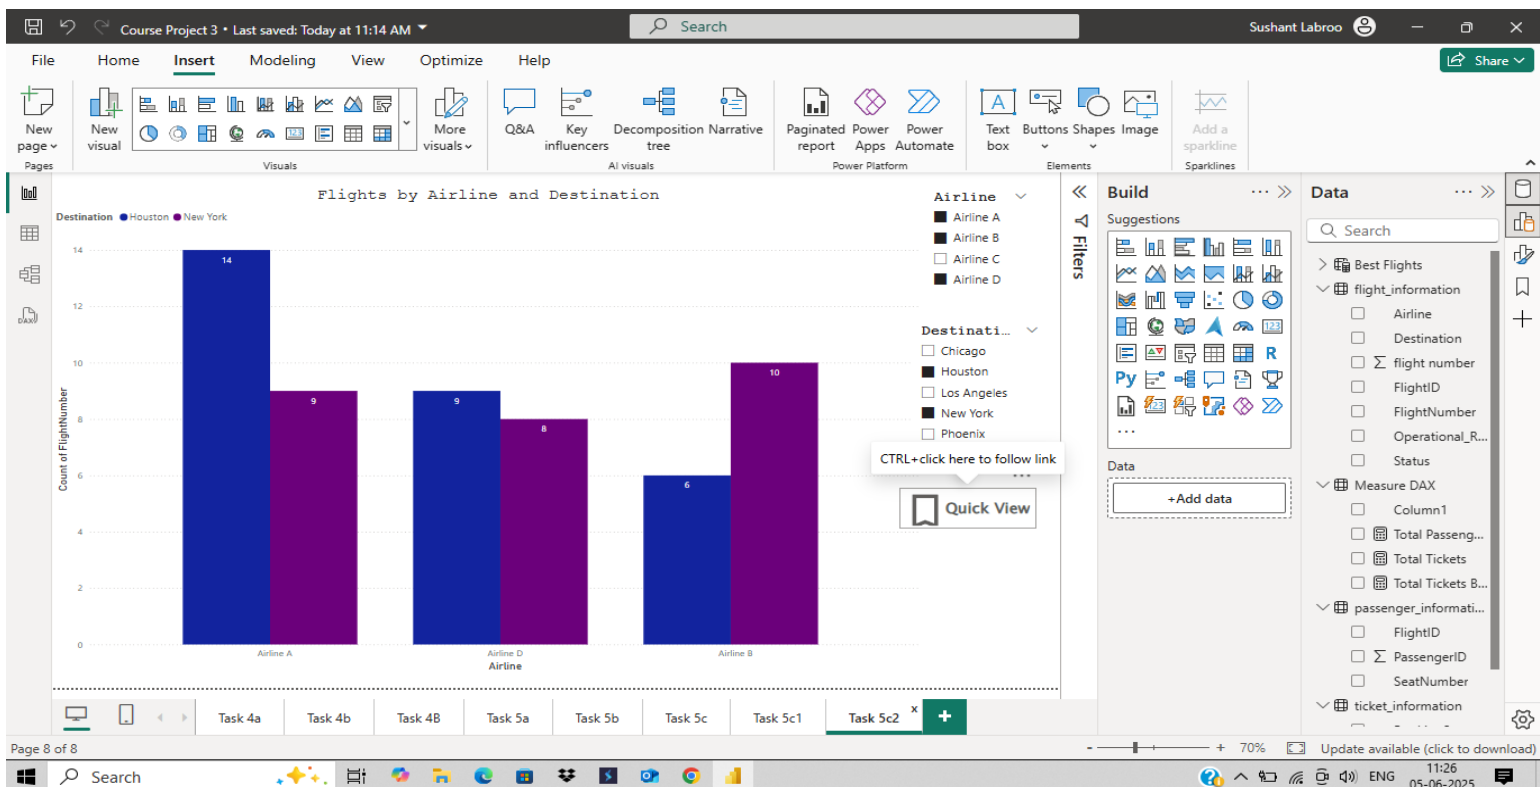 Course Project 3 • Last saved: Today at 11:14 AM
Search
Sushant Labroo
File Home Insert Modeling View Optimize Help
Share
New page
New visual
More visuals
Q&A
Key influencers
Decomposition tree
Narrative
Paginated report
Power Apps
Power Automate
Text box
Buttons
Shapes
Image
Add a sparkline
Pages
Visuals
AI visuals
Power Platform
Elements
Sparklines
123
DAX
Flights by Airline and Destination
Destination Houston New York
Count of FlightNumber
14
12
10
8
6
4
2
0
14
9
9
8
6
10
Airline A
Airline D
Airline B
Airline
Airline
Airline A
Airline B
Airline C
Airline D
Destinati...
Chicago
Houston
Los Angeles
New York
Phoenix
CTRL+click here to follow link
...
Quick View
Filters
Build
...
Suggestions
123
R
Py
123
...
Data
+Add data
Data
...
Search
Best Flights
flight_information
Airline
Destination
∑ flight number
FlightID
FlightNumber
Operational_R...
Status
Measure DAX
Column1
Total Passeng...
Total Tickets
Total Tickets B...
passenger_informati...
FlightID
∑ PassengerID
SeatNumber
ticket_information
Task 4a
Task 4b
Task 4B
Task 5a
Task 5b
Task 5c
Task 5c1
Task 5c2
x
+
Page 8 of 8
- + 70%
Update available (click to download)
Search
ENG
11:26
05-06-2025